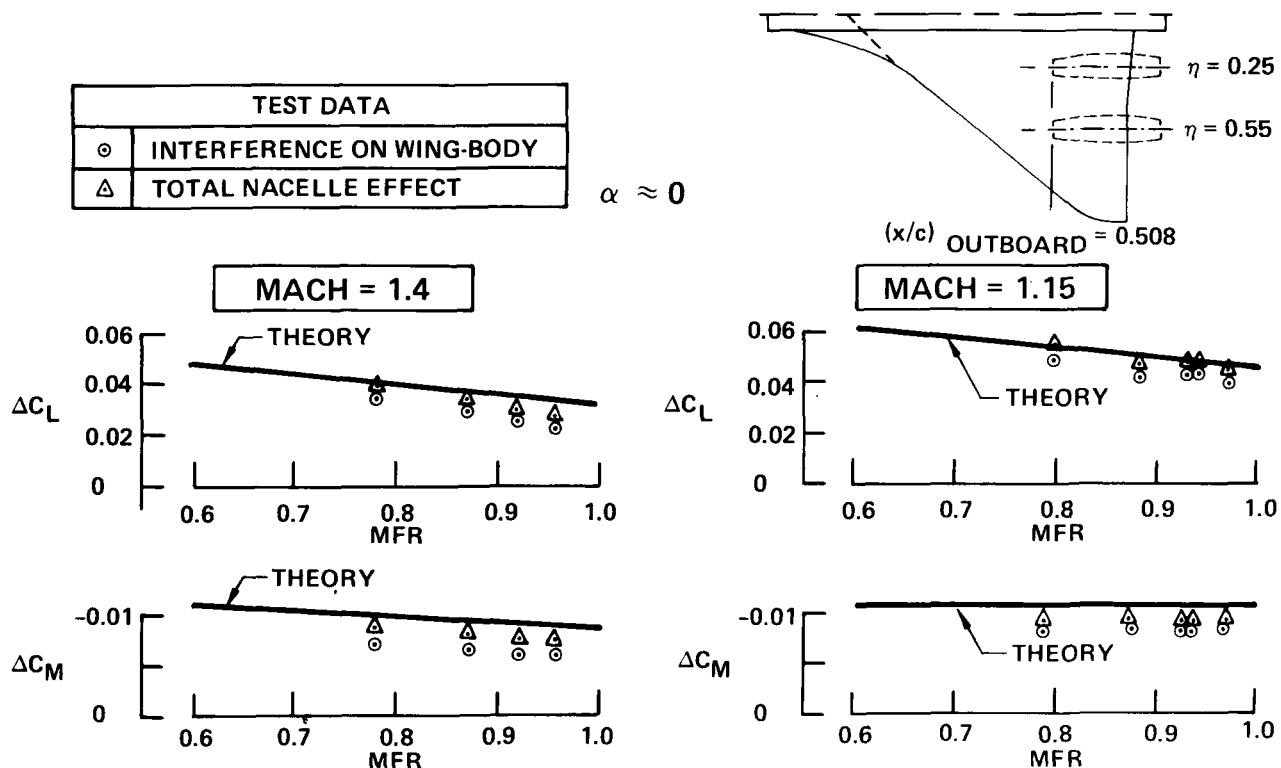 TEST DATA
⊙ INTERFERENCE ON WING-BODY
△ TOTAL NACELLE EFFECT
α ≈ 0
η = 0.25
η = 0.55
(x/c) OUTBOARD = 0.508
MACH = 1.4
0.06
THEORY
0.04
ΔC_L
0.02
0
0.6 0.7 0.8 0.9 1.0
MFR
THEORY
-0.01
ΔC_M
0
0.6 0.7 0.8 0.9 1.0
MFR
MACH = 1.15
0.06
0.04
THEORY
ΔC_L
0.02
0
0.6 0.7 0.8 0.9 1.0
MFR
-0.01
THEORY
ΔC_M
0
0.6 0.7 0.8 0.9 1.0
MFR